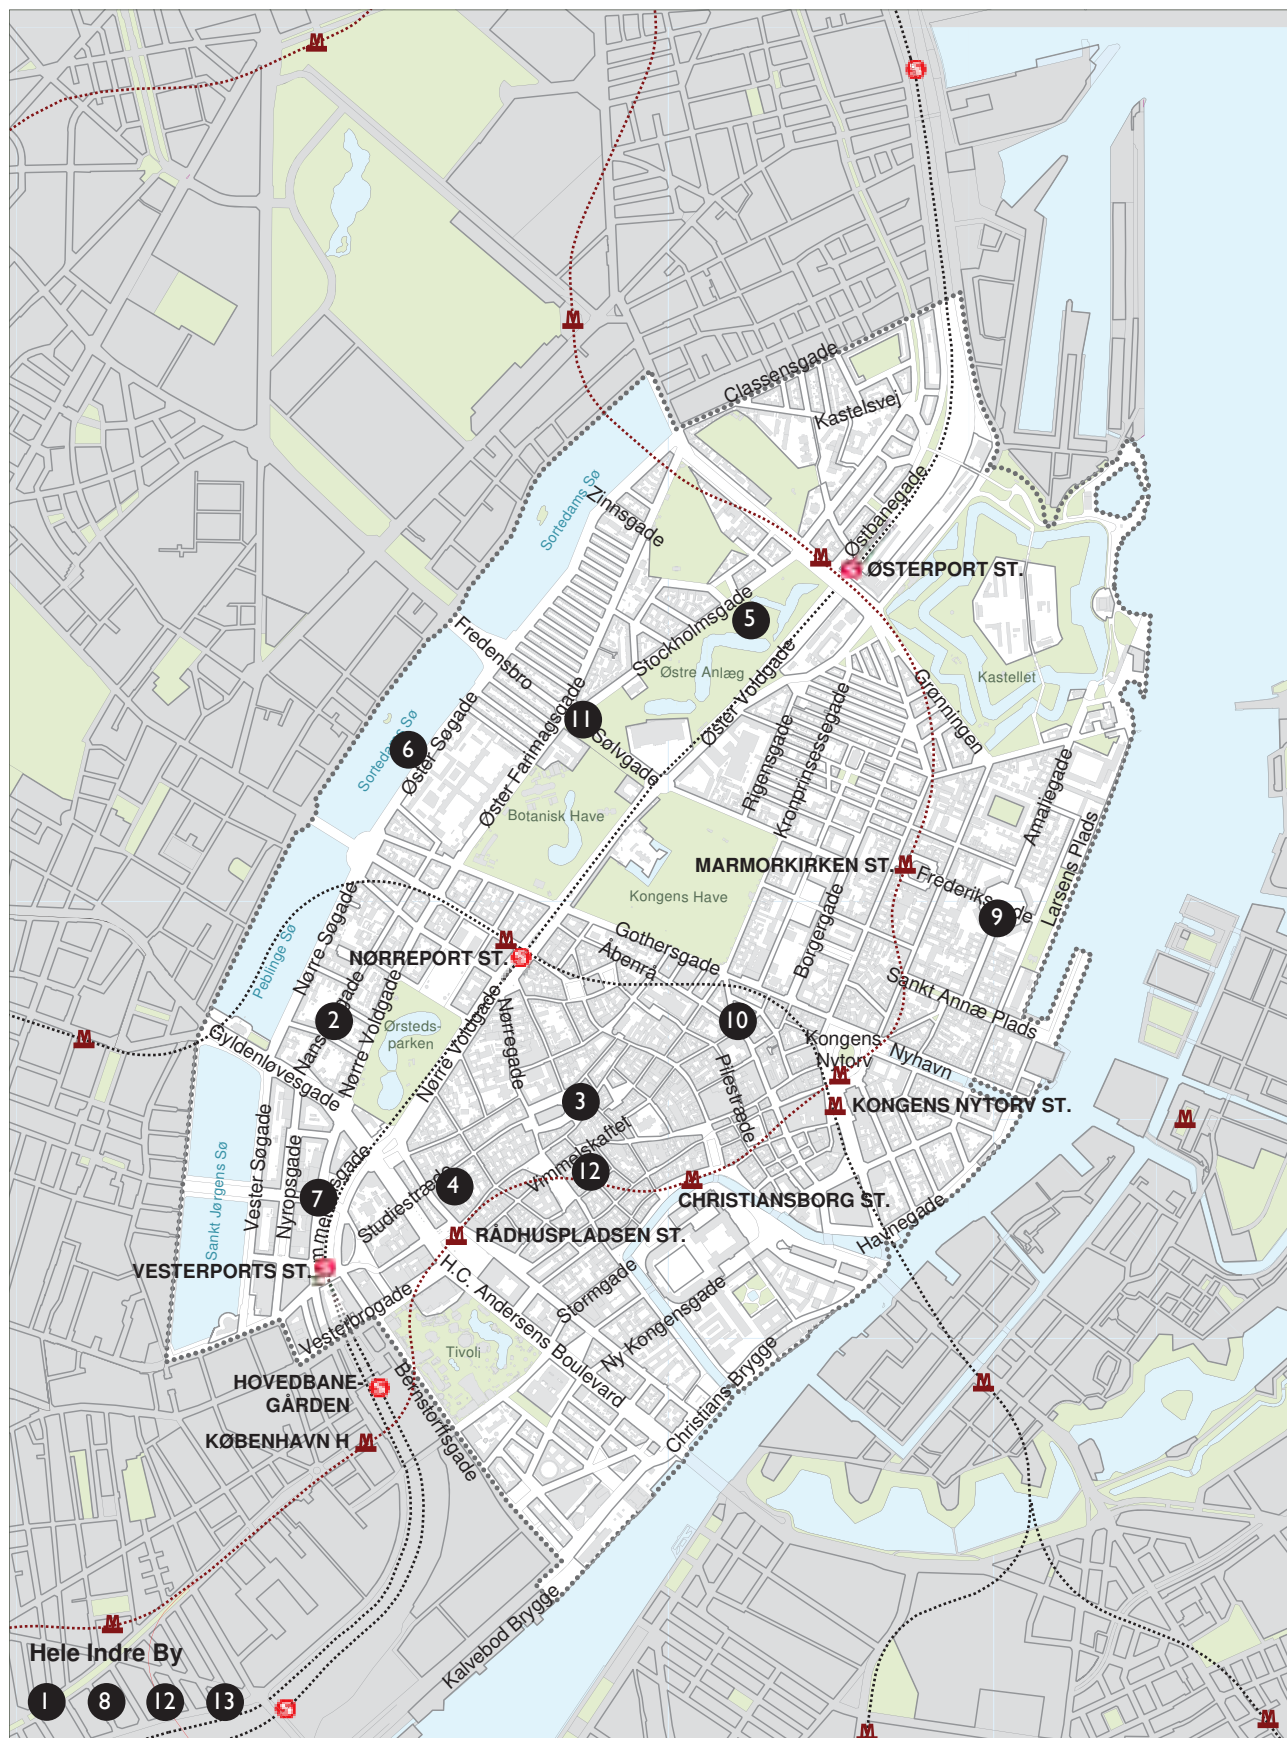 Classensgade
Kastelsvej
Østbanegade
Sortedams Sø
Zinnsgade
ØSTERPORT ST.
5
Stockholmsgade
Fredensbro
Østre Anlæg
Øster Voldgade
Kastellet
Grønningen
11
Sølvgade
6
Sortedams Sø
Øster Søgade
Øster Farimagsgade
Rigensgade
Kronprinsessegade
Amaliegade
Botanisk Have
Larsens Plads
MARMORKIRKEN ST.
Kongens Have
Borgergade
9
Nørre Søgade
Peblinge Sø
NØRREPORT ST.
Gothersgade
Åbenrå
Sankt Annæ Plads
2
Nørre Voldgade
Ørsteds-
parken
Nørre Voldgade
Nørregade
10
Kongens
Nytorv
Nyhavn
Gyldenløvesgade
Pilestræde
3
KONGENS NYTORV ST.
Vimmelskaftet
12
Sankt Jørgens Sø
Vester Søgade
Nyropsgade
7
Studiestræde
4
CHRISTIANSBORG ST.
RÅDHUSPLADSEN ST.
Havnegade
VESTERPORTS ST.
H.C. Andersens Boulevard
Stormgade
Vesterbrogade
Tivoli
Ny Kongensgade
HOVEDBANE-
GÅRDEN
Bernstorffsgade
Christians Brygge
KØBENHAVN H
Kalvebod Brygge
Hele Indre By
1 8 12 13